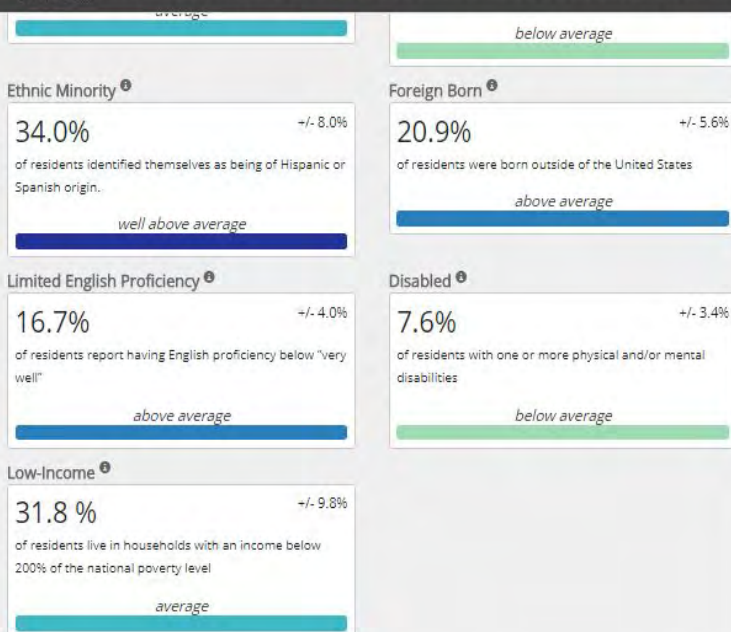 average
below average
Ethnic Minority
34.0%
+/- 8.0%
of residents identified themselves as being of Hispanic or
Spanish origin.
well above average
Foreign Born
20.9%
+/- 5.6%
of residents were born outside of the United States
above average
Limited English Proficiency
16.7%
+/- 4.0%
of residents report having English proficiency below "very
well"
above average
Disabled
7.6%
+/- 3.4%
of residents with one or more physical and/or mental
disabilities
below average
Low-Income
31.8 %
+/- 9.8%
of residents live in households with an income below
200% of the national poverty level
average